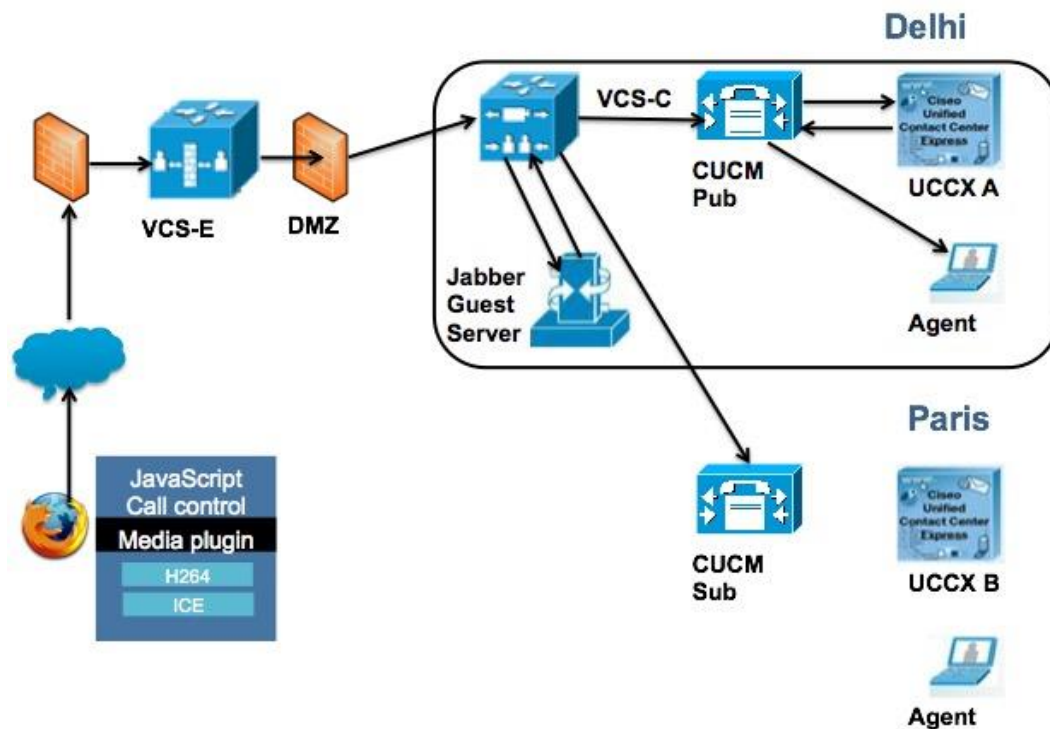 Delhi
VCS-C
Ciseo
Unified
Contact Center
Express
VCS-E
DMZ
CUCM
Pub
UCCX A
Jabber
Guest
Server
Agent
Paris
JavaScript
Call control
Media plugin
H264
ICE
Ciseo
Unified
Contact Center
Express
CUCM
Sub
UCCX B
Agent